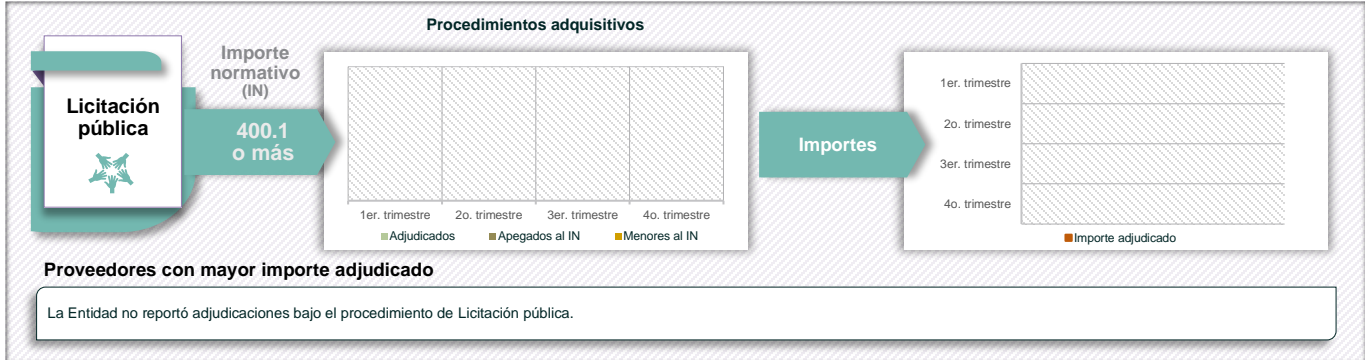 Procedimientos adquisitivos
Licitación
pública
Importe
normativo
(IN)
400.1
o más
1er. trimestre 2o. trimestre 3er. trimestre 4o. trimestre
Adjudicados Apegados al IN Menores al IN
Importes
1er. trimestre
2o. trimestre
3er. trimestre
4o. trimestre
Importe adjudicado
Proveedores con mayor importe adjudicado
La Entidad no reportó adjudicaciones bajo el procedimiento de Licitación pública.